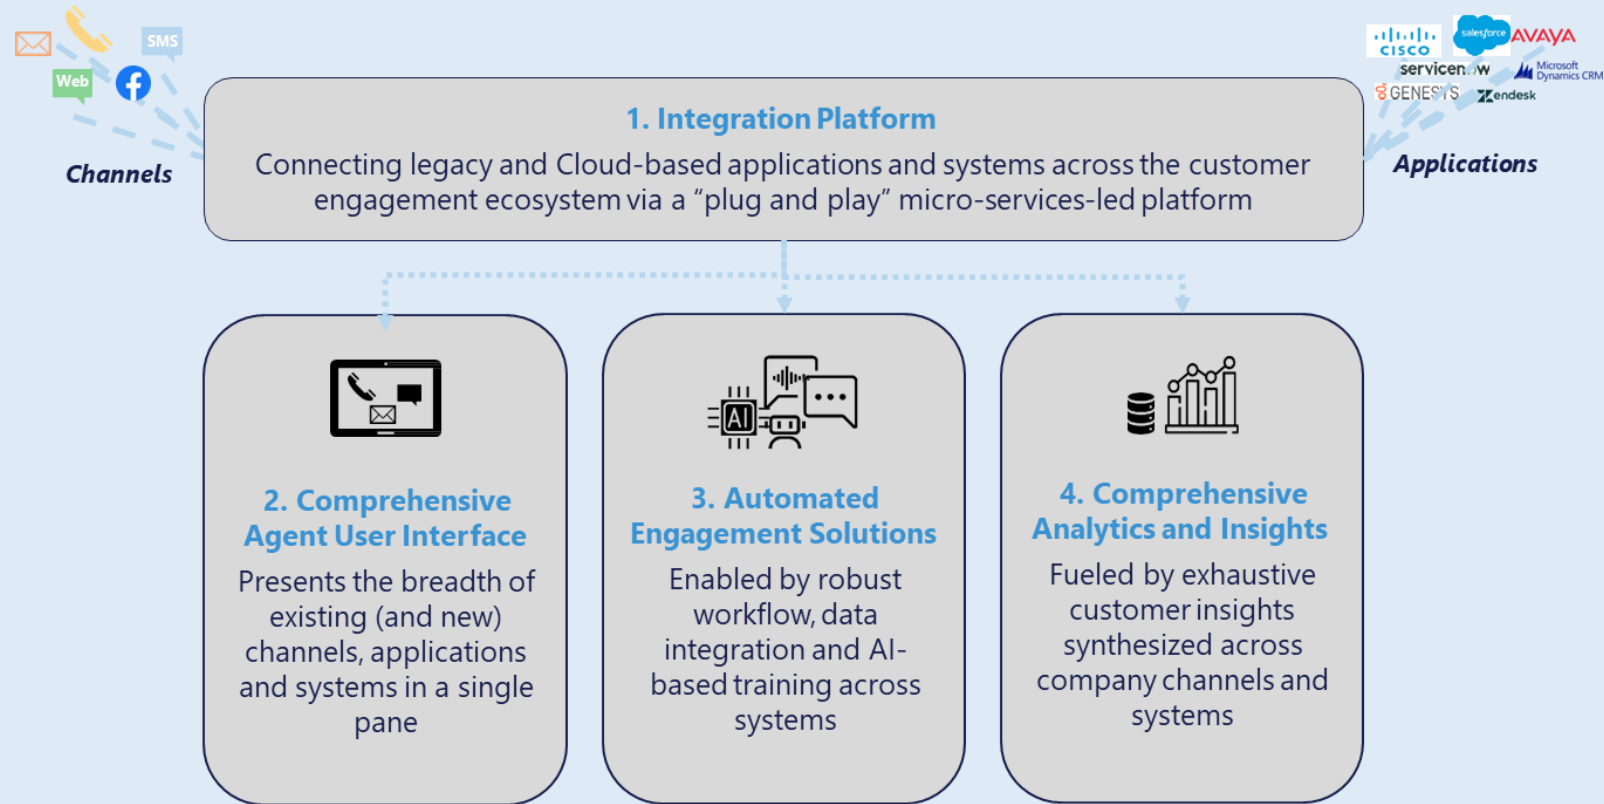 SMS
Web
Channels
CISCO
salesforce
AVAYA
servicenow
Microsoft
Dynamics CRM
GENESYS
zendesk
Applications
1. Integration Platform
Connecting legacy and Cloud-based applications and systems across the customer
engagement ecosystem via a “plug and play” micro-services-led platform
2. Comprehensive
Agent User Interface
Presents the breadth of
existing (and new)
channels, applications
and systems in a single
pane
AI
3. Automated
Engagement Solutions
Enabled by robust
workflow, data
integration and AI-
based training across
systems
4. Comprehensive
Analytics and Insights
Fueled by exhaustive
customer insights
synthesized across
company channels and
systems